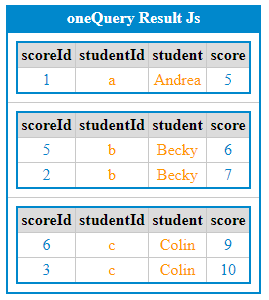 oneQuery Result Js
scoreId studentId student score
1 a Andrea 5
scoreId studentId student score
5 b Becky 6
2 b Becky 7
scoreId studentId student score
6 c Colin 9
3 c Colin 10